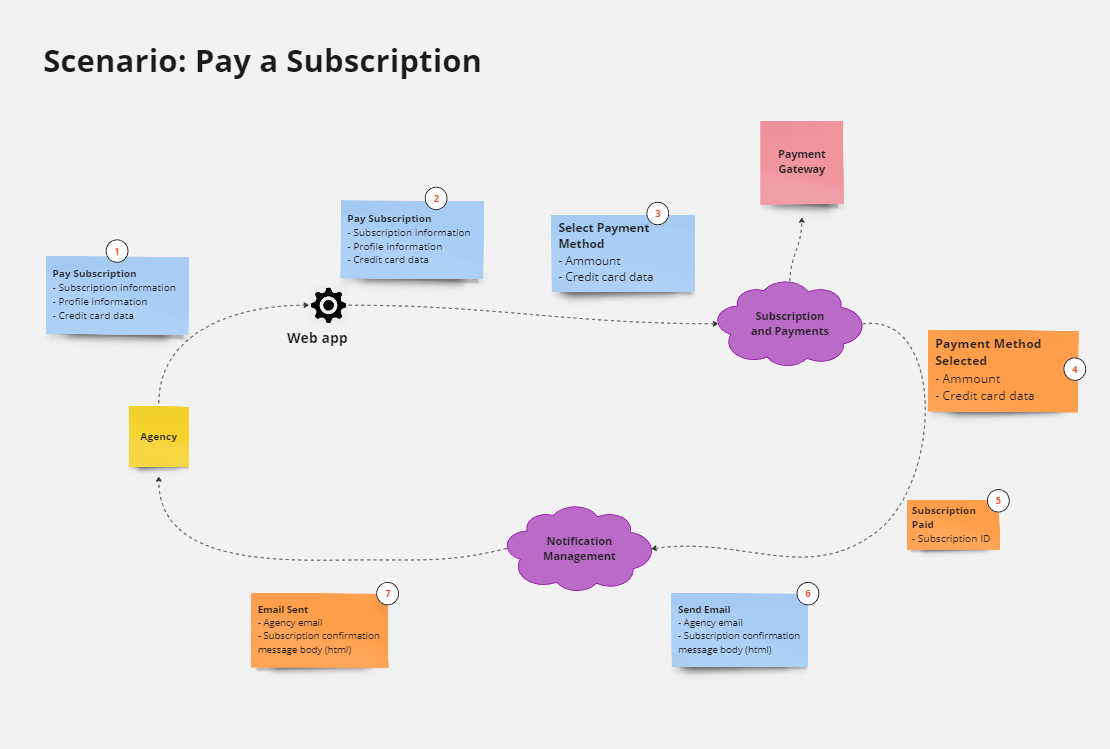 Scenario: Pay a Subscription
Payment
Gateway
2
Pay Subscription
- Subscription information
- Profile information
- Credit card data
3
Select Payment
Method
- Ammount
- Credit card data
1
Pay Subscription
- Subscription information
- Profile information
- Credit card data
Web app
Subscription
and Payments
Payment Method
Selected
- Ammount
- Credit card data
4
Agency
5
Subscription
Paid
- Subscription ID
Notification
Management
7
Email Sent
- Agency email
- Subscription confirmation
message body (html)
6
Send Email
- Agency email
- Subscription confirmation
message body (html)